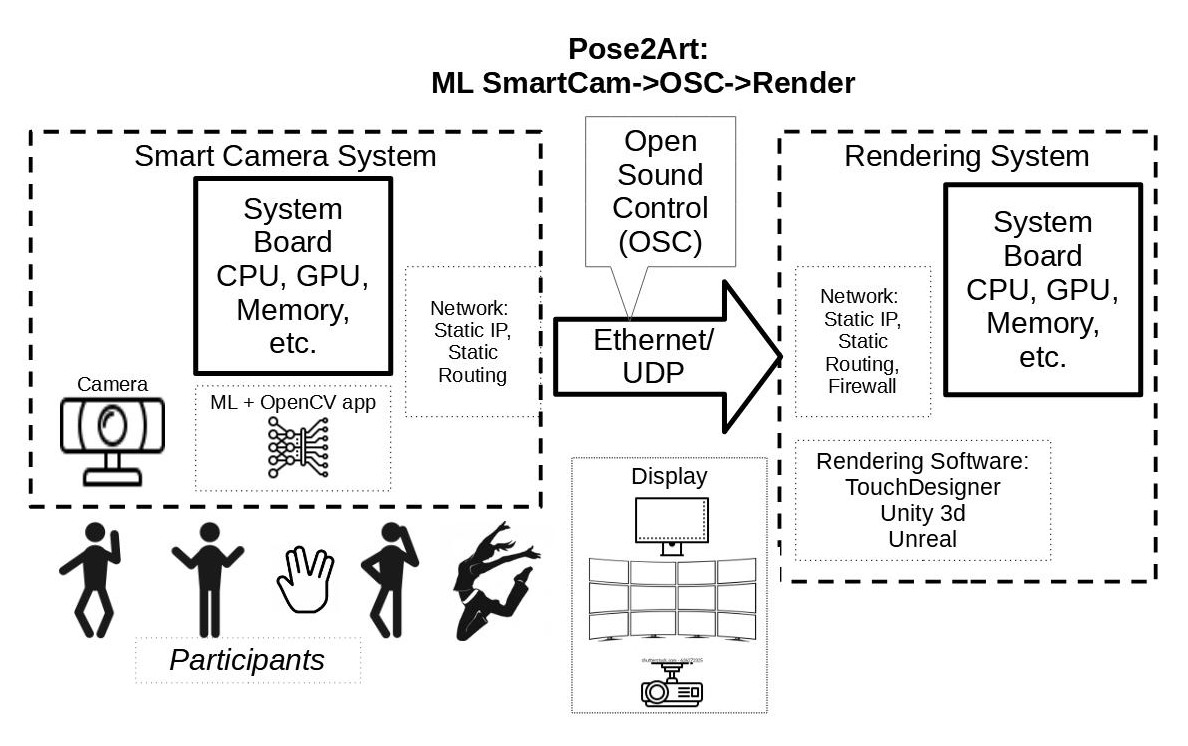 Pose2Art:
ML SmartCam->OSC->Render
Smart Camera System
System
Board
CPU, GPU,
Memory,
etc.
Network:
Static IP,
Static
Routing
Camera
ML + OpenCV app
Participants
Open
Sound
Control
(OSC)
Ethernet/
UDP
Display
Rendering System
System
Board
CPU, GPU,
Memory,
etc.
Network:
Static IP,
Static
Routing,
Firewall
Rendering Software:
TouchDesigner
Unity 3d
Unreal